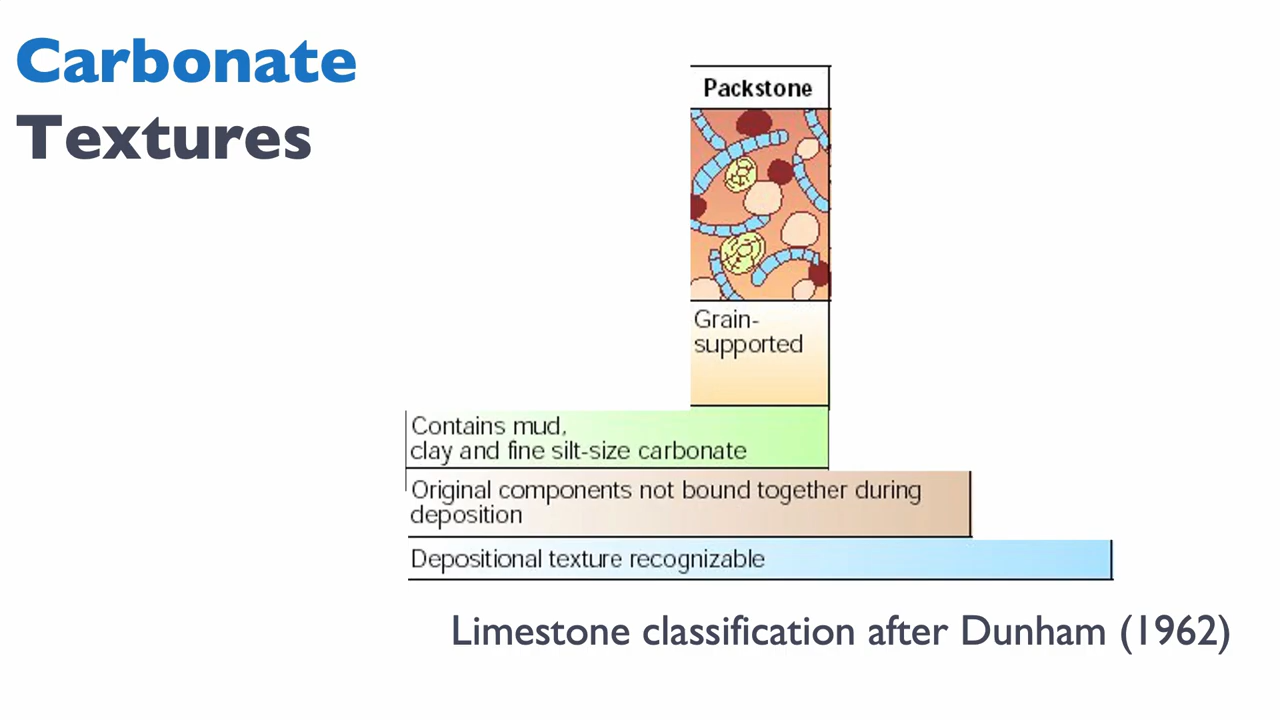 Carbonate
Textures
Packstone
Grain-
supported
Contains mud,
clay and fine silt-size carbonate
Original components not bound together during
deposition
Depositional texture recognizable
Limestone classification after Dunham (1962)